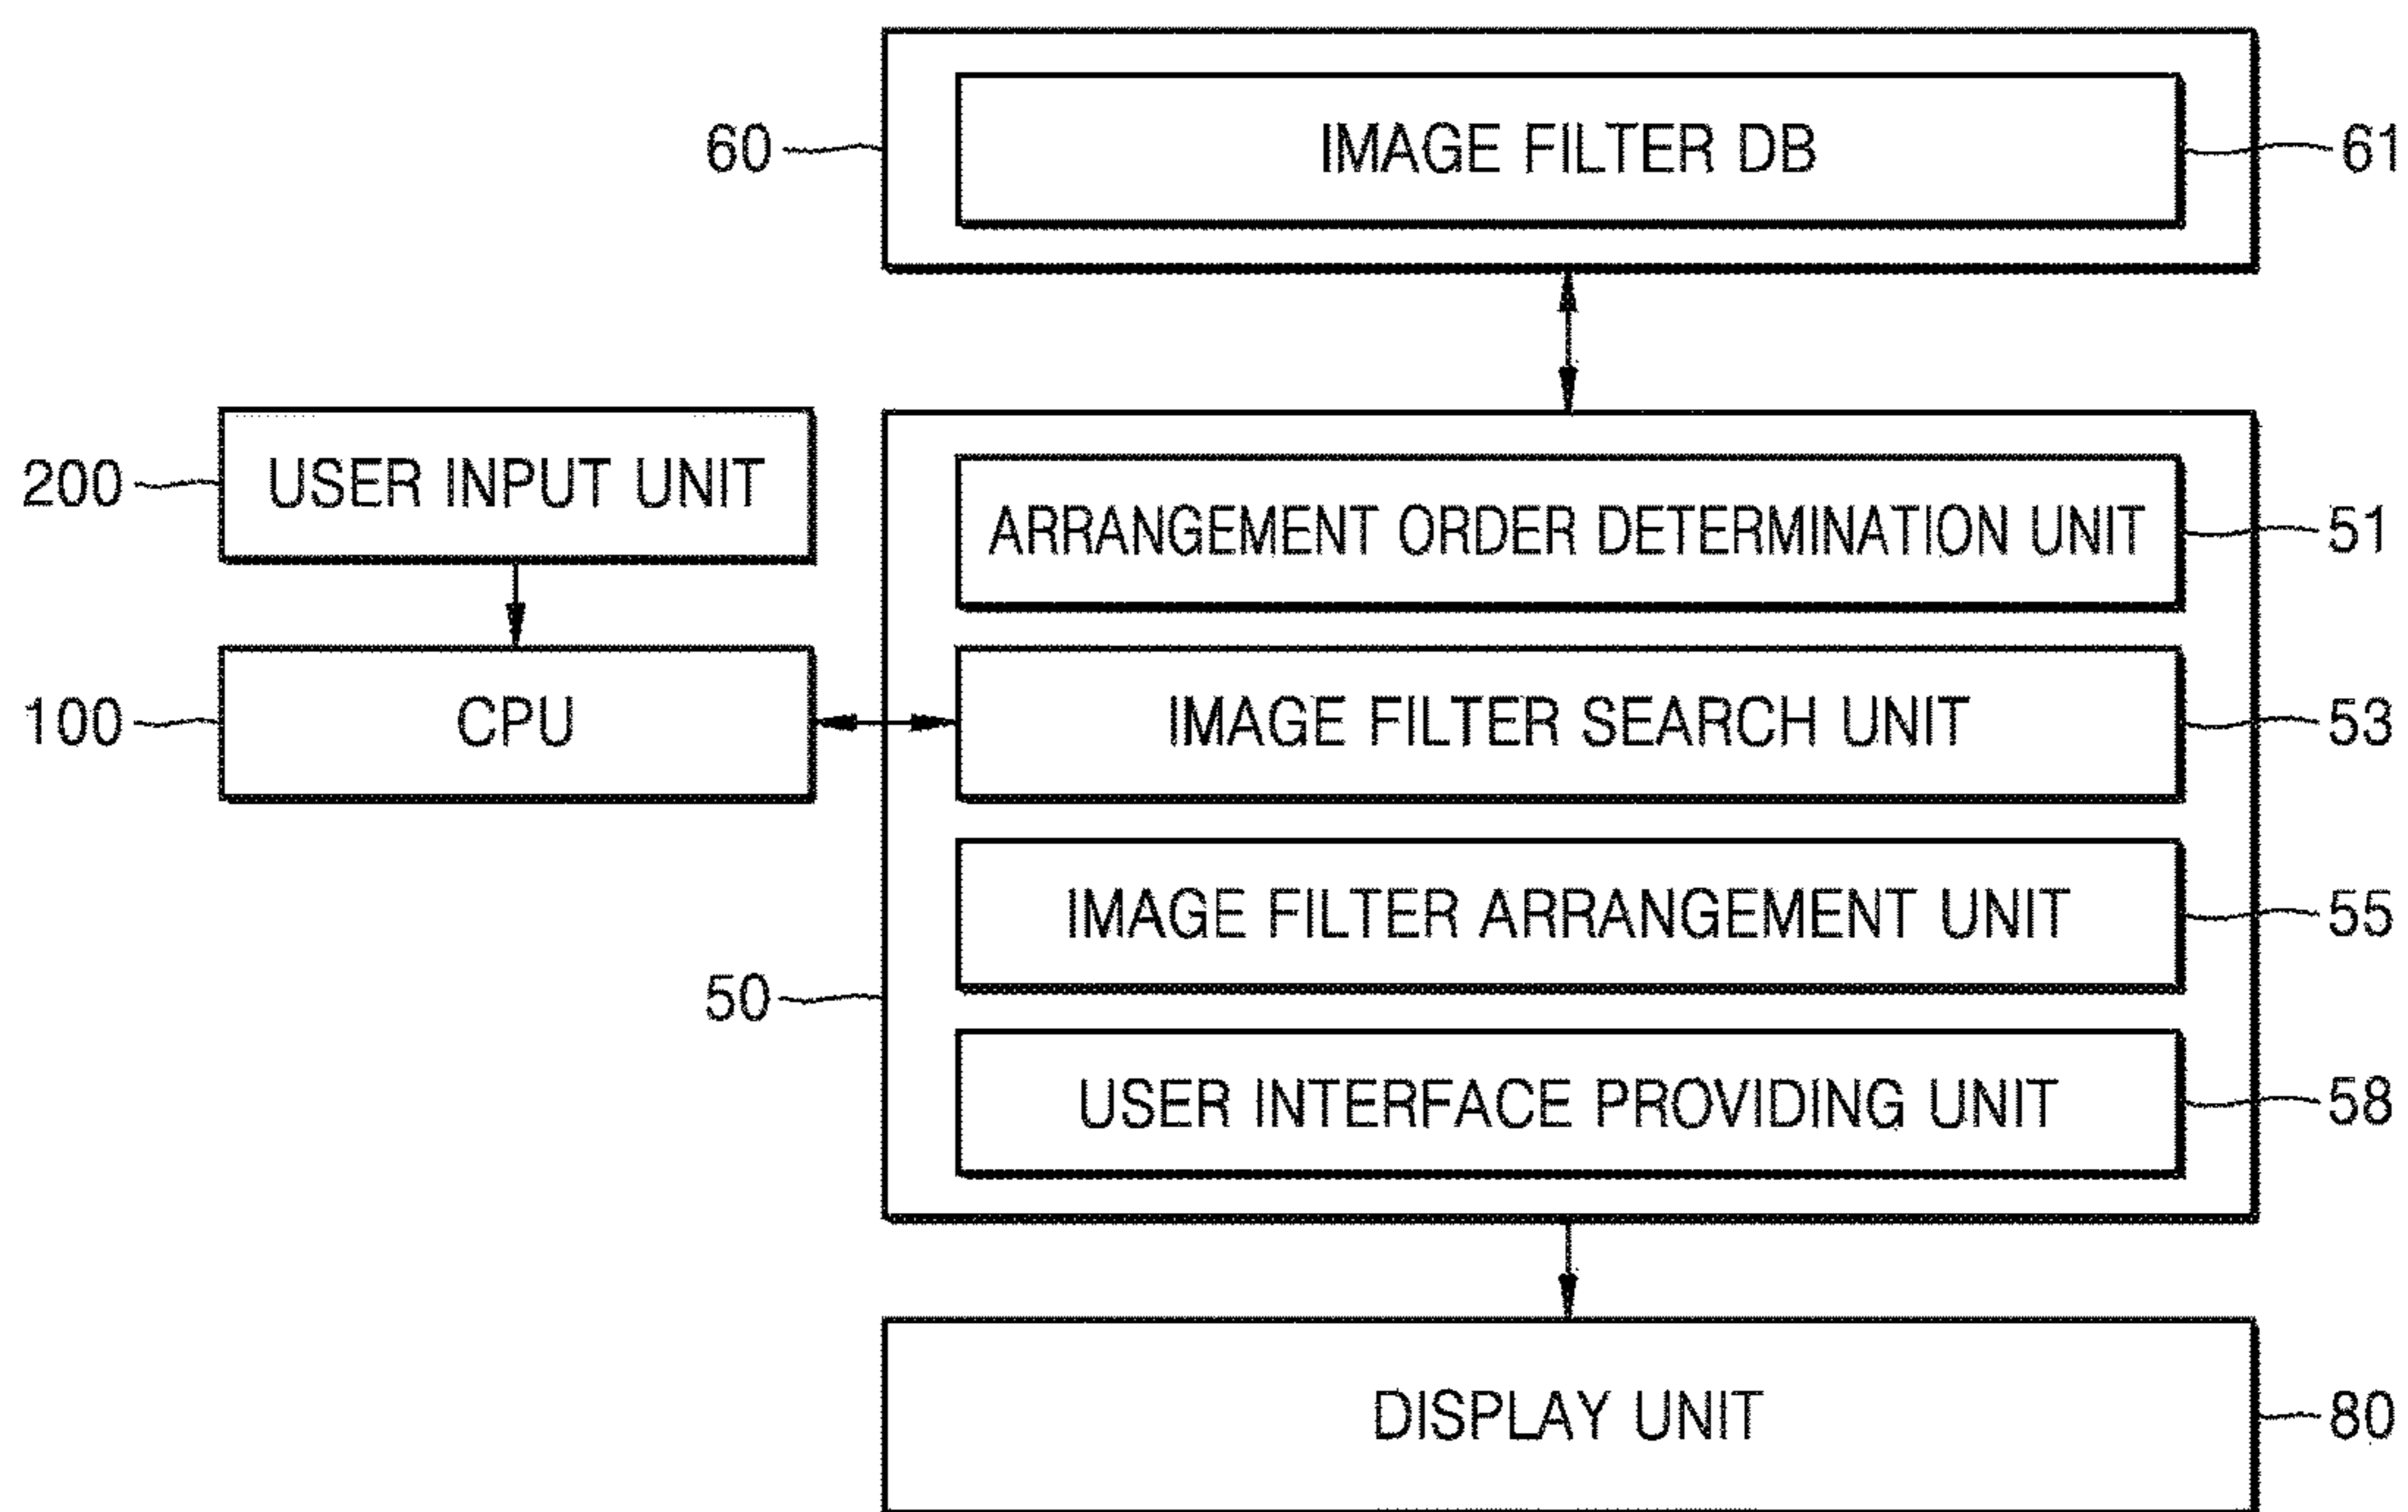 60
IMAGE FILTER DB
61
200
USER INPUT UNIT
ARRANGEMENT ORDER DETERMINATION UNIT
51
100
CPU
IMAGE FILTER SEARCH UNIT
53
IMAGE FILTER ARRANGEMENT UNIT
55
50
USER INTERFACE PROVIDING UNIT
58
DISPLAY UNIT
80